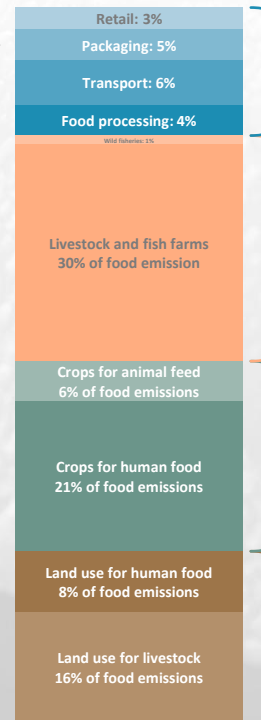 Retail: 3%
Packaging: 5%
Transport: 6%
Food processing: 4%
Wild fisheries: 1%
Livestock and fish farms
30% of food emission
Crops for animal feed
6% of food emissions
Crops for human food
21% of food emissions
Land use for human food
8% of food emissions
Land use for livestock
16% of food emissions